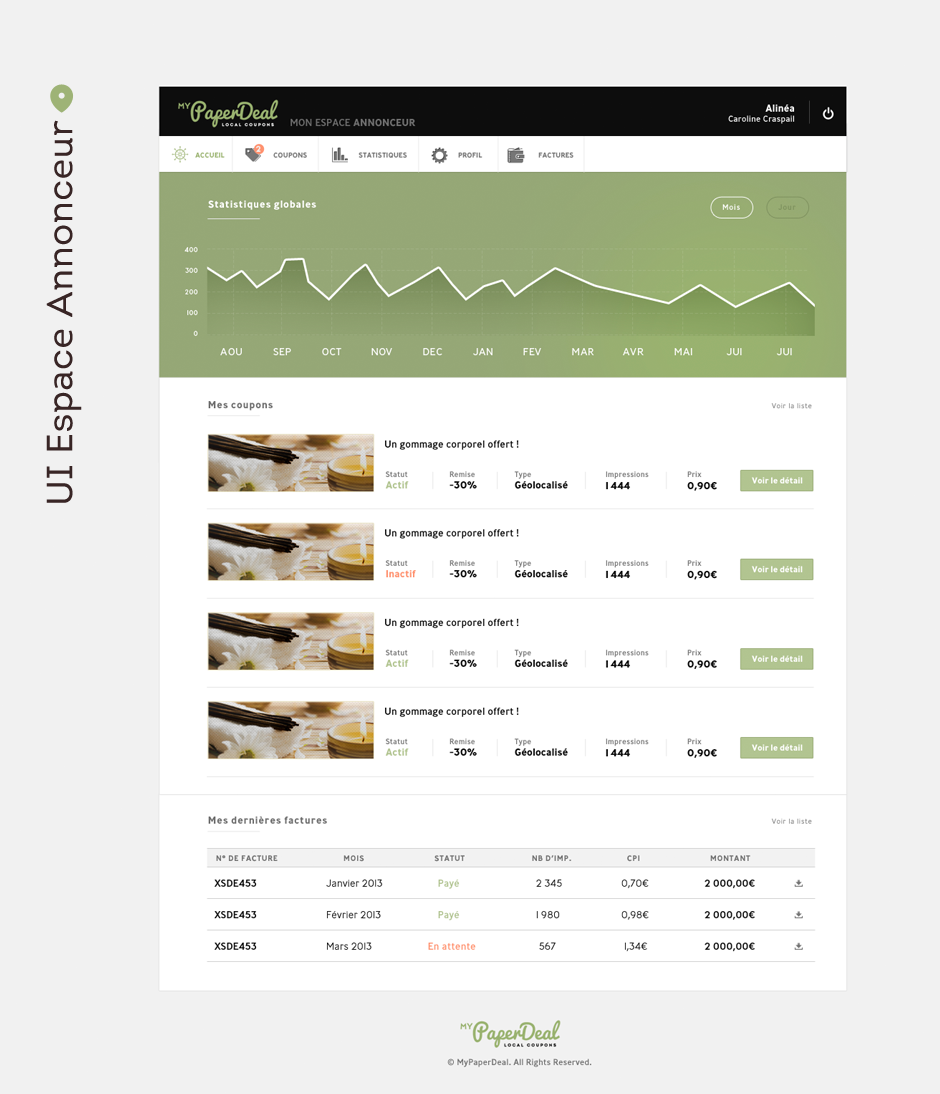 UI Espace Annonceur
MY PaperDeal
LOCAL COUPONS
MON ESPACE ANNONCEUR
Alinéa
Caroline Craspail
ACCUEIL
2
COUPONS
STATISTIQUES
PROFIL
FACTURES
Statistiques globales
Mois
Jour
400
300
200
100
0
AOU SEP OCT NOV DEC JAN FEV MAR AVR MAI JUI JUI
Mes coupons
Voir la liste
Un gommage corporel offert !
Statut Remise Type Impressions Prix
Actif -30% Géolocalisé 1 444 0,90€
Voir le détail
Un gommage corporel offert !
Statut Remise Type Impressions Prix
Inactif -30% Géolocalisé 1 444 0,90€
Voir le détail
Un gommage corporel offert !
Statut Remise Type Impressions Prix
Actif -30% Géolocalisé 1 444 0,90€
Voir le détail
Un gommage corporel offert !
Statut Remise Type Impressions Prix
Actif -30% Géolocalisé 1 444 0,90€
Voir le détail
Mes dernières factures
Voir la liste
N° DE FACTURE MOIS STATUT NB D'IMP. CPI MONTANT
XSDE453 Janvier 2013 Payé 2 345 0,70€ 2 000,00€
XSDE453 Février 2013 Payé 1 980 0,98€ 2 000,00€
XSDE453 Mars 2013 En attente 567 1,34€ 2 000,00€
MY PaperDeal
LOCAL COUPONS
© MyPaperDeal. All Rights Reserved.